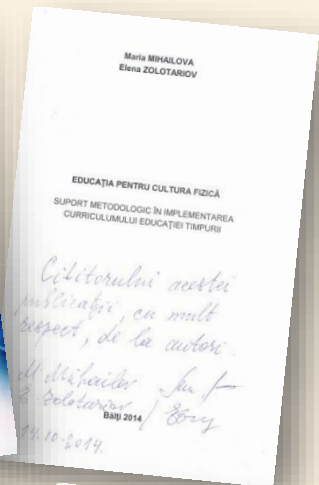 Maria MIHAILOVA
Elena ZOLOTARIOV
EDUCAȚIA PENTRU CULTURA FIZICĂ
SUPORT METODOLOGIC ÎN IMPLEMENTAREA
CURRICULUMULUI EDUCAȚIEI TIMPURII
Cititorului acestei
publicații, cu mult
respect, de la autori.
M. Mihailov
E. Zolotariov
Bălți 2014
14.10.2014.